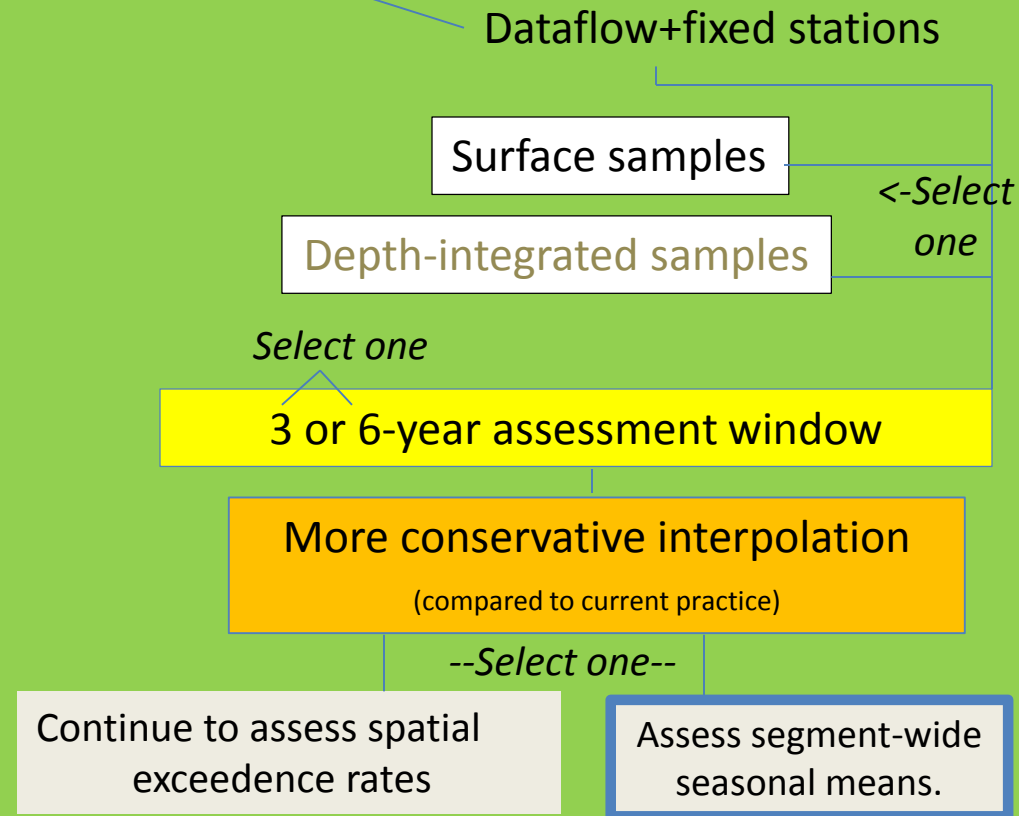 Dataflow+fixed stations
Surface samples
<-Select
one
Depth-integrated samples
Select one
3 or 6-year assessment window
More conservative interpolation
(compared to current practice)
--Select one--
Continue to assess spatial
exceedence rates
Assess segment-wide
seasonal means.